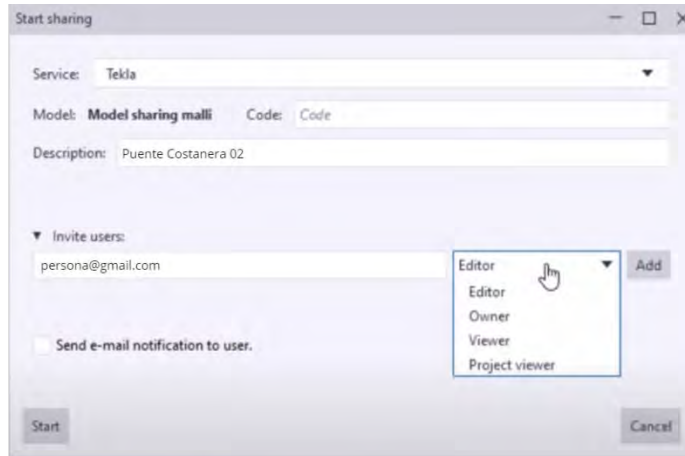 Start sharing
Service: Tekla
Model: Model sharing malli Code: Code
Description: Puente Costanera 02
Invite users:
persona@gmail.com Editor Add
Editor
Owner
Viewer
Project viewer
Send e-mail notification to user.
Start Cancel